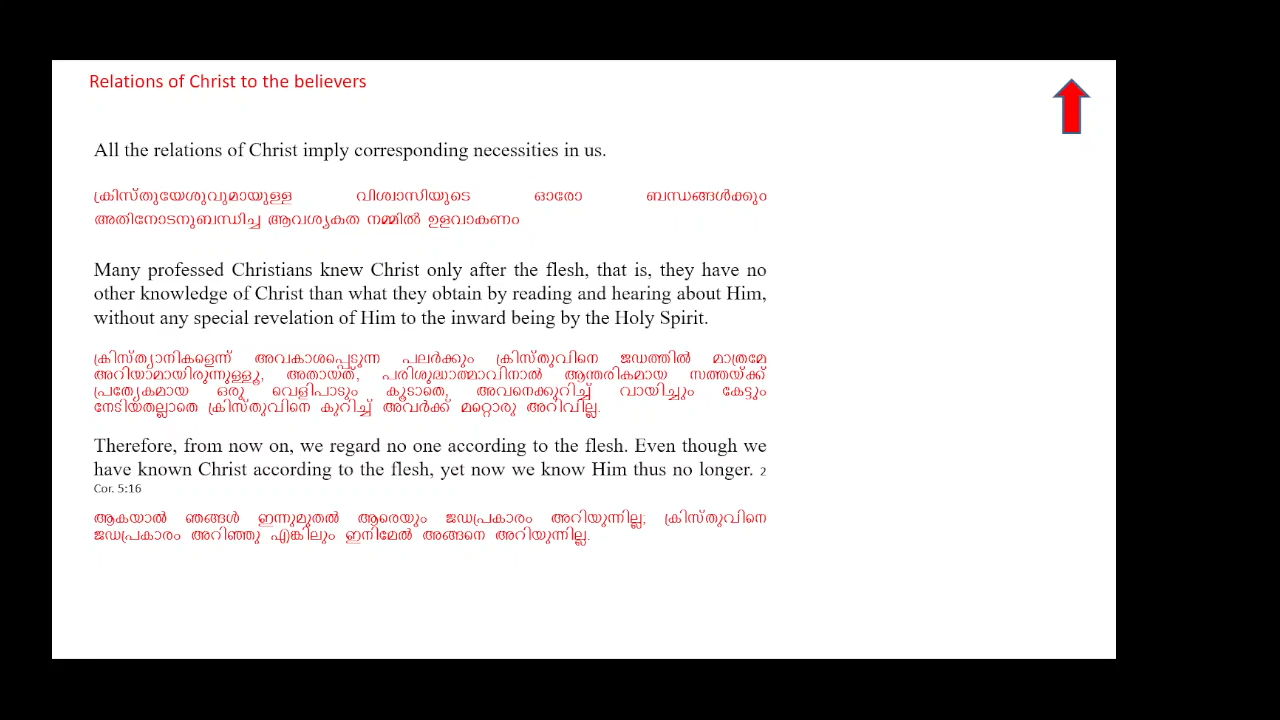 Relations of Christ to the believers
All the relations of Christ imply corresponding necessities in us.
ക്രിസ്തുയേശുവുമായുള്ള വിശ്വാസിയുടെ ഓരോ ബന്ധങ്ങൾക്കും
അതിനോടനുബന്ധിച്ച ആവശ്യകത നമ്മിൽ ഉളവാകണം
Many professed Christians knew Christ only after the flesh, that is, they have no
other knowledge of Christ than what they obtain by reading and hearing about Him,
without any special revelation of Him to the inward being by the Holy Spirit.
ക്രിസ്ത്യാനികളെന്ന് അവകാശപ്പെടുന്ന പലർക്കും ക്രിസ്തുവിനെ ജഡത്തിൽ മാത്രമേ
അറിയാമായിരുന്നുള്ളൂ, അതായത്, പരിശുദ്ധാത്മാവിനാൽ ആന്തരികമായ സത്തയ്ക്ക്
പ്രത്യേകമായ ഒരു വെളിപാടും കൂടാതെ, അവനെക്കുറിച്ച് വായിച്ചും കേട്ടും
നേടിയതല്ലാതെ ക്രിസ്തുവിനെ കുറിച്ച് അവർക്ക് മറ്റൊരു അറിവില്ല.
Therefore, from now on, we regard no one according to the flesh. Even though we
have known Christ according to the flesh, yet now we know Him thus no longer. 2
Cor. 5:16
ആകയാൽ ഞങ്ങൾ ഇന്നുമുതൽ ആരെയും ജഡപ്രകാരം അറിയുന്നില്ല; ക്രിസ്തുവിനെ
ജഡപ്രകാരം അറിഞ്ഞു എങ്കിലും ഇനിമേൽ അങ്ങനെ അറിയുന്നില്ല.